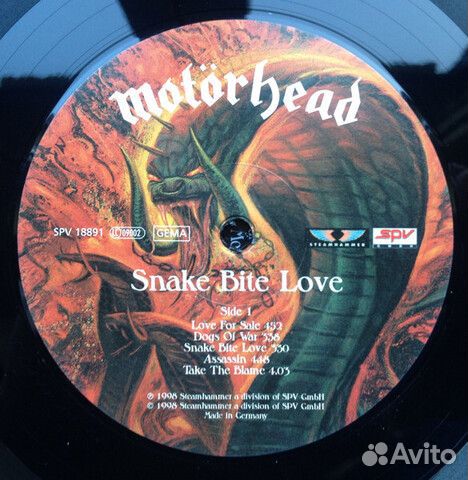 motörhead
SPV 18891 LC 09002 GEMA
STEAMHAMMER
SPV
Snake Bite Love
Side 1
Love For Sale 4.52
Dogs Of War 3.38
Snake Bite Love 3.30
Assassin 4.48
Take The Blame 4.03
℗ 1998 Steamhammer a division of SPV GmbH
© 1998 Steamhammer a division of SPV GmbH
Made in Germany
Avito